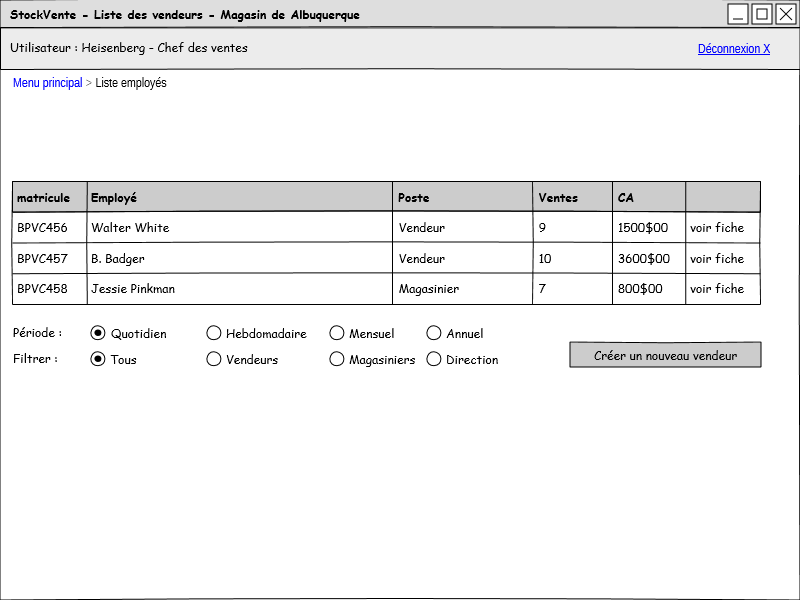 StockVente - Liste des vendeurs - Magasin de Albuquerque
Utilisateur : Heisenberg - Chef des ventes Déconnexion X
Menu principal > Liste employés
matricule Employé Poste Ventes CA
BPVC456 Walter White Vendeur 9 1500$00 voir fiche
BPVC457 B. Badger Vendeur 10 3600$00 voir fiche
BPVC458 Jessie Pinkman Magasinier 7 800$00 voir fiche
Période : Quotidien Hebdomadaire Mensuel Annuel
Filtrer : Tous Vendeurs Magasiniers Direction
Créer un nouveau vendeur